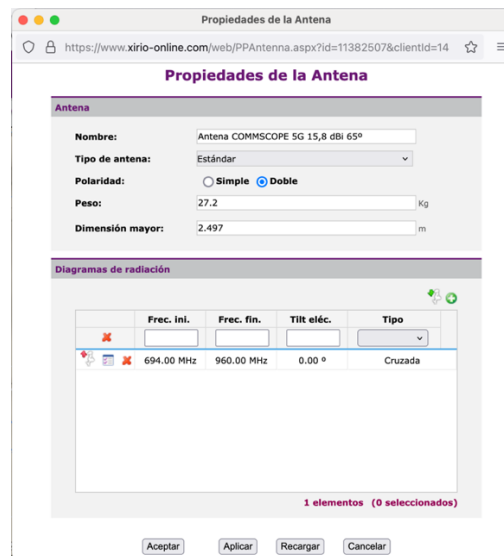 Propiedades de la Antena
https://www.xirio-online.com/web/PPAntenna.aspx?id=11382507&clientId=14
Propiedades de la Antena
Antena
Nombre: Antena COMMSCOPE 5G 15,8 dBi 65º
Tipo de antena: Estándar
Polaridad: Simple Doble
Peso: 27.2 Kg
Dimensión mayor: 2.497 m
Diagramas de radiación
Frec. ini. Frec. fin. Tilt eléc. Tipo
694.00 MHz 960.00 MHz 0.00 º Cruzada
1 elementos (0 seleccionados)
Aceptar Aplicar Recargar Cancelar